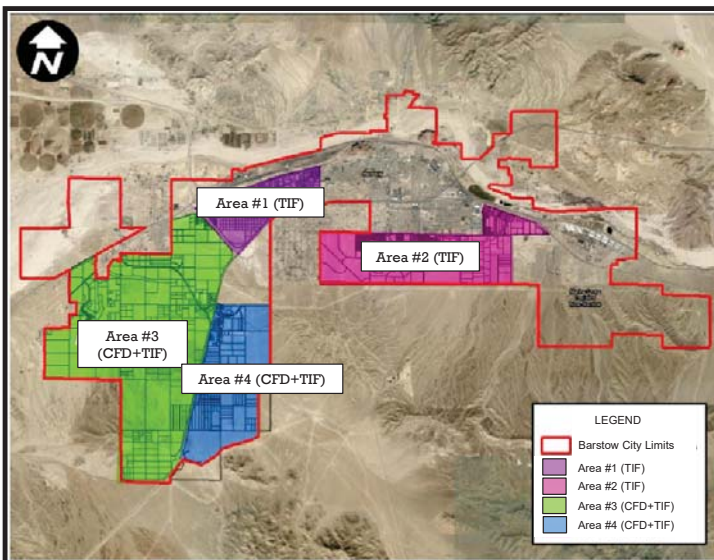 N
Area #1 (TIF)
Area #2 (TIF)
Area #3
(CFD+TIF)
Area #4 (CFD+TIF)
LEGEND
Barstow City Limits
Area #1 (TIF)
Area #2 (TIF)
Area #3 (CFD+TIF)
Area #4 (CFD+TIF)